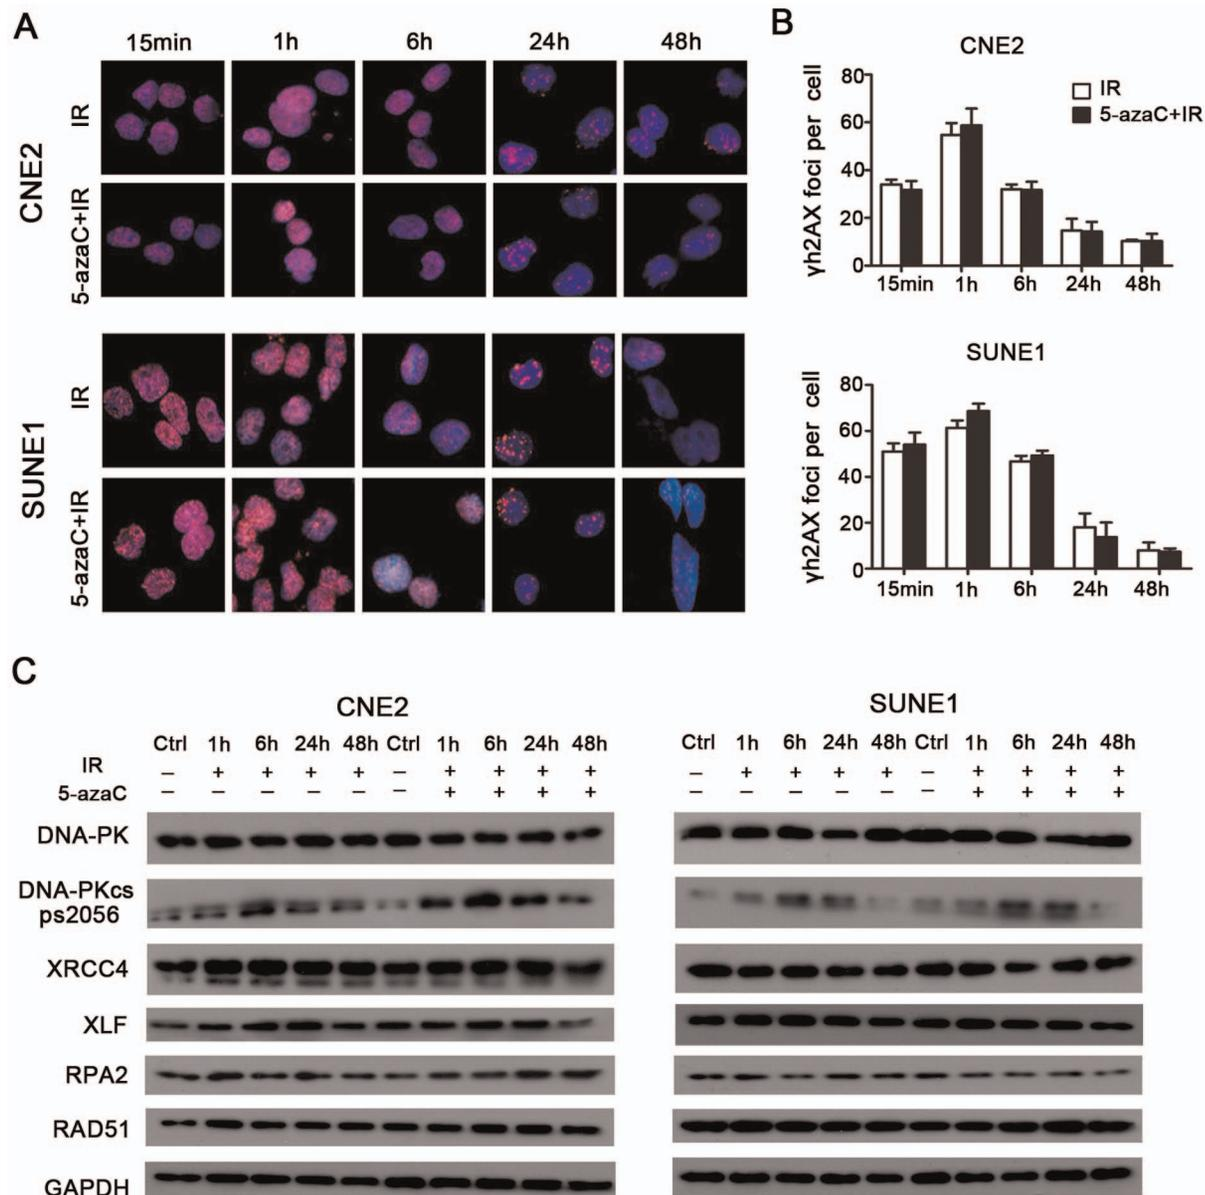 A
15min 1h 6h 24h 48h
CNE2
IR
5-azaC+IR
SUNE1
IR
5-azaC+IR
B
CNE2
γh2AX foci per cell
80
60
40
20
0
IR
5-azaC+IR
15min 1h 6h 24h 48h
SUNE1
γh2AX foci per cell
80
60
40
20
0
15min 1h 6h 24h 48h
C
CNE2
Ctrl 1h 6h 24h 48h Ctrl 1h 6h 24h 48h
IR − + + + + − + + + +
5-azaC − − − − − − + + + +
SUNE1
Ctrl 1h 6h 24h 48h Ctrl 1h 6h 24h 48h
− + + + + − + + + +
− − − − − − + + + +
DNA-PK
DNA-PKcs
ps2056
XRCC4
XLF
RPA2
RAD51
GAPDH